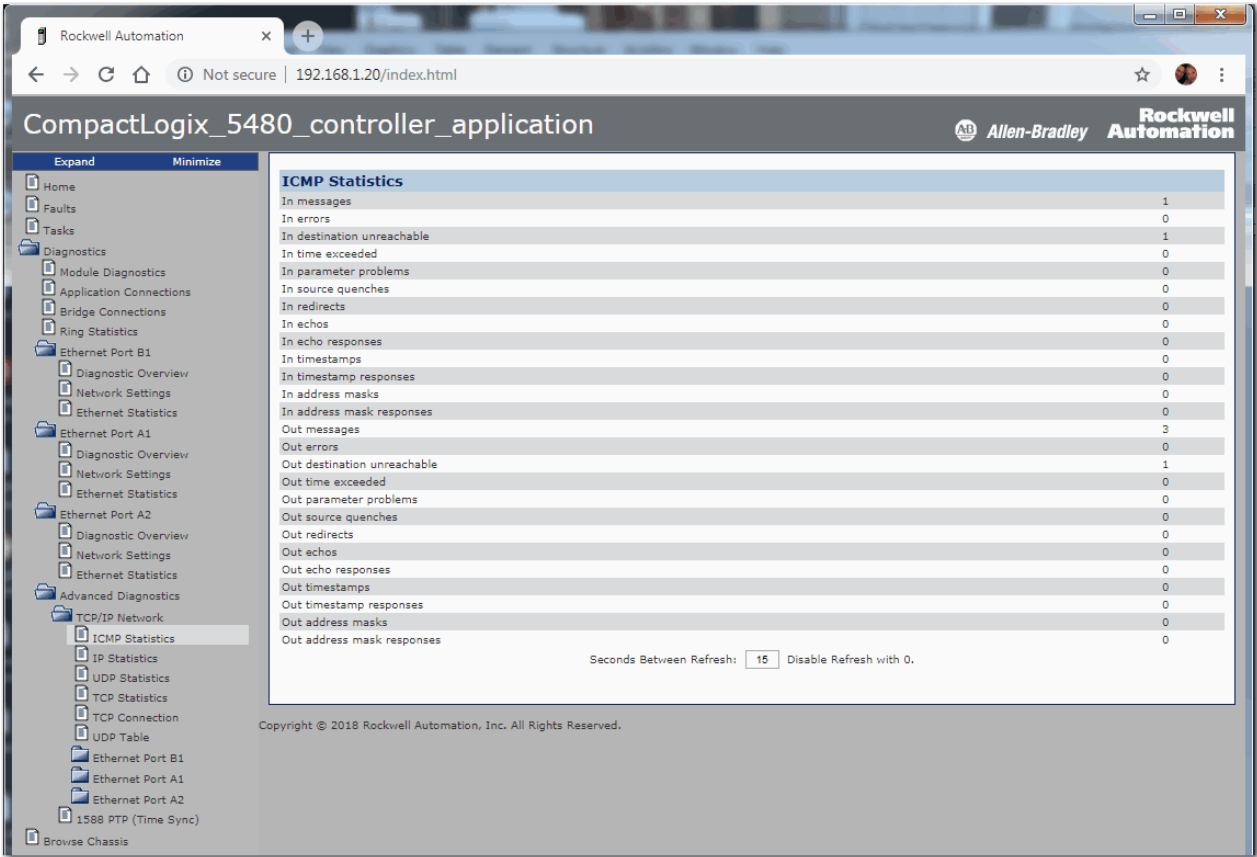 Rockwell Automation
Not secure 192.168.1.20/index.html
CompactLogix_5480_controller_application
AB Allen-Bradley
Rockwell
Automation
Expand Minimize
Home
Faults
Tasks
Diagnostics
Module Diagnostics
Application Connections
Bridge Connections
Ring Statistics
Ethernet Port B1
Diagnostic Overview
Network Settings
Ethernet Statistics
Ethernet Port A1
Diagnostic Overview
Network Settings
Ethernet Statistics
Ethernet Port A2
Diagnostic Overview
Network Settings
Ethernet Statistics
Advanced Diagnostics
TCP/IP Network
ICMP Statistics
IP Statistics
UDP Statistics
TCP Statistics
TCP Connection
UDP Table
Ethernet Port B1
Ethernet Port A1
Ethernet Port A2
1588 PTP (Time Sync)
Browse Chassis
ICMP Statistics
In messages 1
In errors 0
In destination unreachable 1
In time exceeded 0
In parameter problems 0
In source quenches 0
In redirects 0
In echos 0
In echo responses 0
In timestamps 0
In timestamp responses 0
In address masks 0
In address mask responses 0
Out messages 3
Out errors 0
Out destination unreachable 1
Out time exceeded 0
Out parameter problems 0
Out source quenches 0
Out redirects 0
Out echos 0
Out echo responses 0
Out timestamps 0
Out timestamp responses 0
Out address masks 0
Out address mask responses 0
Seconds Between Refresh: 15 Disable Refresh with 0.
Copyright © 2018 Rockwell Automation, Inc. All Rights Reserved.